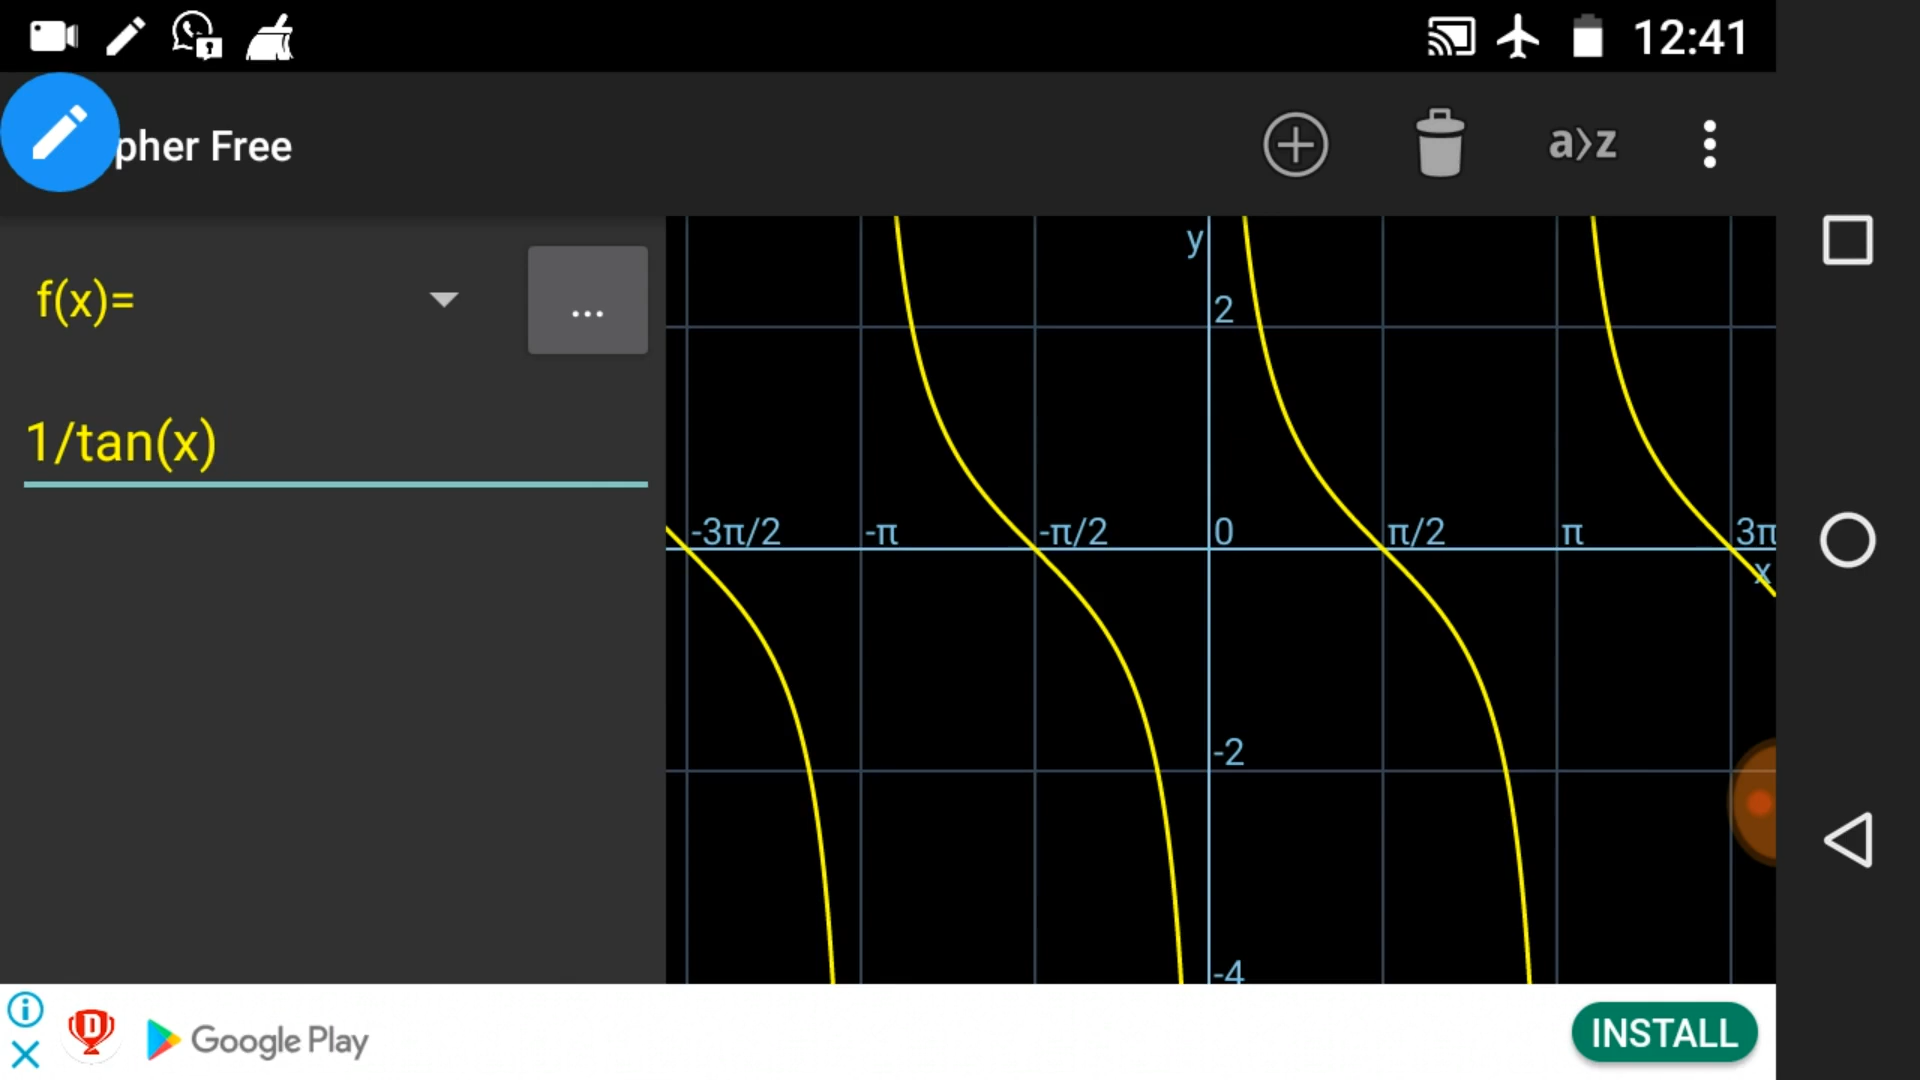 12:41
pher Free
a>z
f(x)=
...
1/tan(x)
y
2
-3π/2 -π -π/2 0 π/2 π 3π
x
-2
-4
D
Google Play
INSTALL